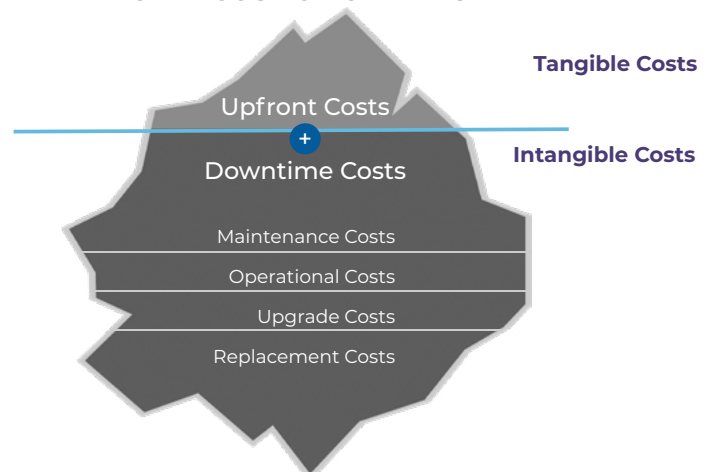 Tangible Costs
Upfront Costs
+
Intangible Costs
Downtime Costs
Maintenance Costs
Operational Costs
Upgrade Costs
Replacement Costs